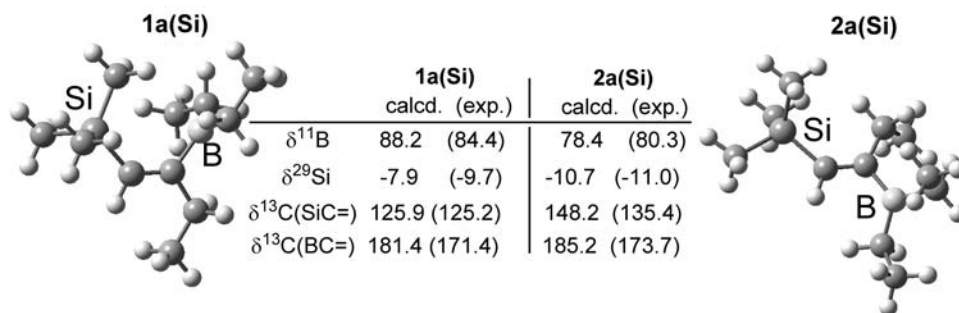 1a(Si)
2a(Si)
Si
B
1a(Si) 2a(Si)
calcd. (exp.) calcd. (exp.)
δ¹¹B 88.2 (84.4) 78.4 (80.3)
δ²⁹Si -7.9 (-9.7) -10.7 (-11.0)
δ¹³C(SiC=) 125.9 (125.2) 148.2 (135.4)
δ¹³C(BC=) 181.4 (171.4) 185.2 (173.7)
Si
B